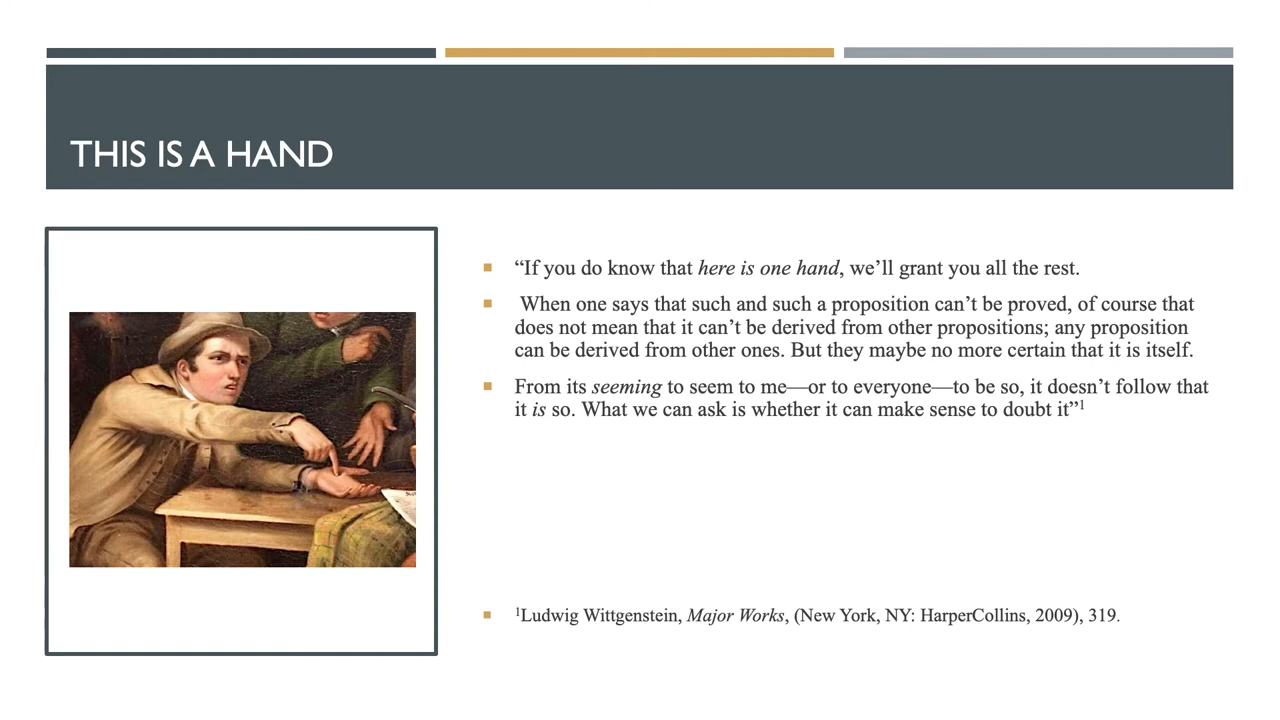 THIS IS A HAND
“If you do know that here is one hand, we’ll grant you all the rest.
When one says that such and such a proposition can’t be proved, of course that
does not mean that it can’t be derived from other propositions; any proposition
can be derived from other ones. But they maybe no more certain that it is itself.
From its seeming to seem to me—or to everyone—to be so, it doesn’t follow that
it is so. What we can ask is whether it can make sense to doubt it”1
1Ludwig Wittgenstein, Major Works, (New York, NY: HarperCollins, 2009), 319.